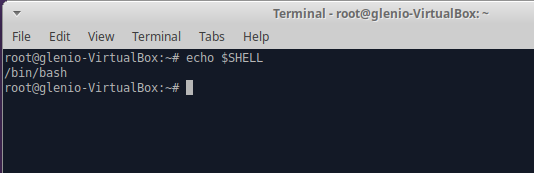 Terminal - root@glenio-VirtualBox: ~
File Edit View Terminal Tabs Help
root@glenio-VirtualBox:~# echo $SHELL
/bin/bash
root@glenio-VirtualBox:~#